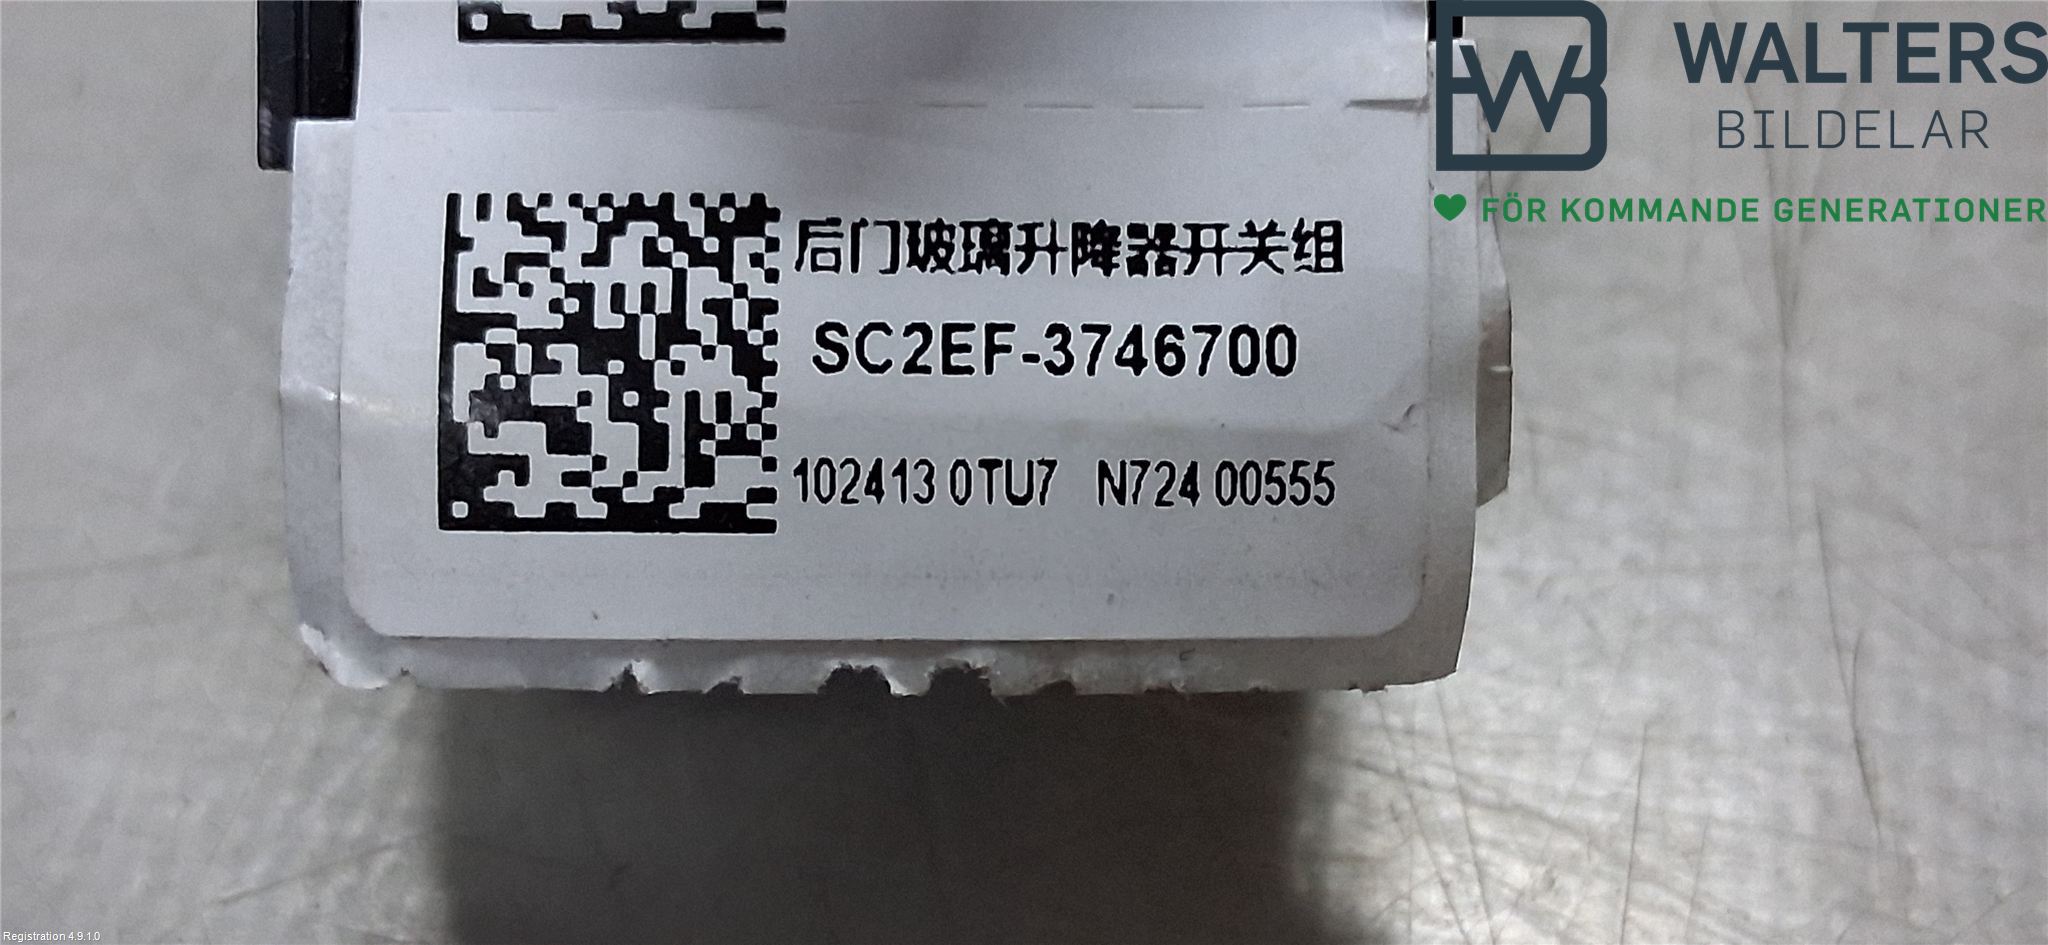 WALTERS
BILDELAR
FÖR KOMMANDE GENERATIONER
后门玻璃升降器开关组
SC2EF-3746700
102413 0TU7 N724 00555
Registration 4.9.1.0